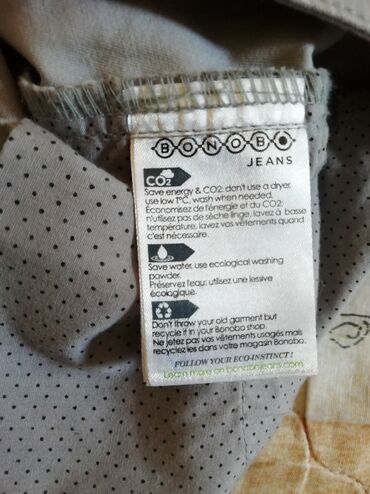 BONOBO
JEANS
CO2
Save energy & CO2: don't use a dryer,
use low t°C, wash when needed.
Économisez de l'énergie et du CO2:
n'utilisez pas de sèche linge, lavez à basse
température, lavez vos vêtements quand
c'est nécessaire.
Save water, use ecological washing
powder.
Préservez l'eau: utilisez une lessive
écologique.
Don't throw your old garment but
recycle it in your Bonobo shop.
Ne jetez pas vos vêtements usagés mais
recyclez les dans votre magasin Bonobo.
FOLLOW YOUR ECO-INSTINCT !
Learn more on bonobojeans.com